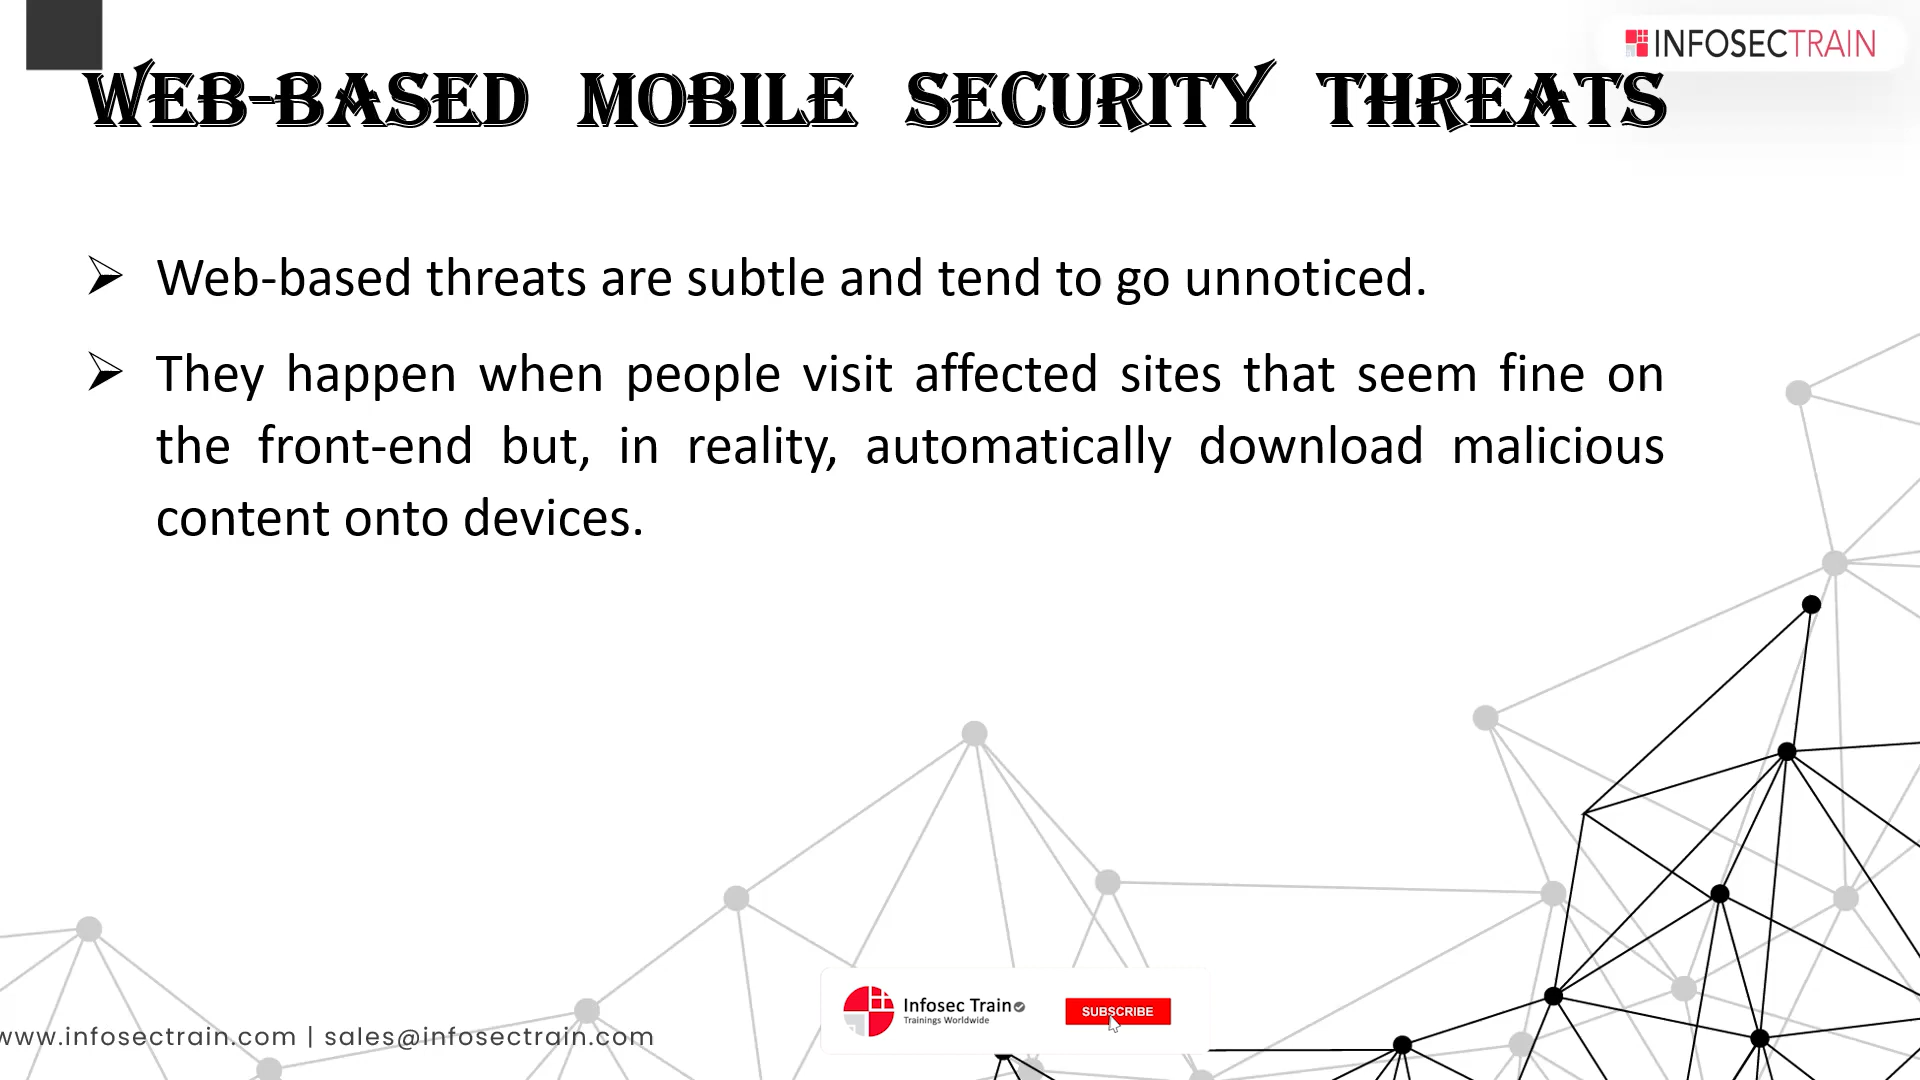 INFOSECTRAIN
WEB-BASED MOBILE SECURITY THREATS
Web-based threats are subtle and tend to go unnoticed.
They happen when people visit affected sites that seem fine on
the front-end but, in reality, automatically download malicious
content onto devices.
Infosec Train
Trainings Worldwide
SUBSCRIBE
www.infosectrain.com | sales@infosectrain.com